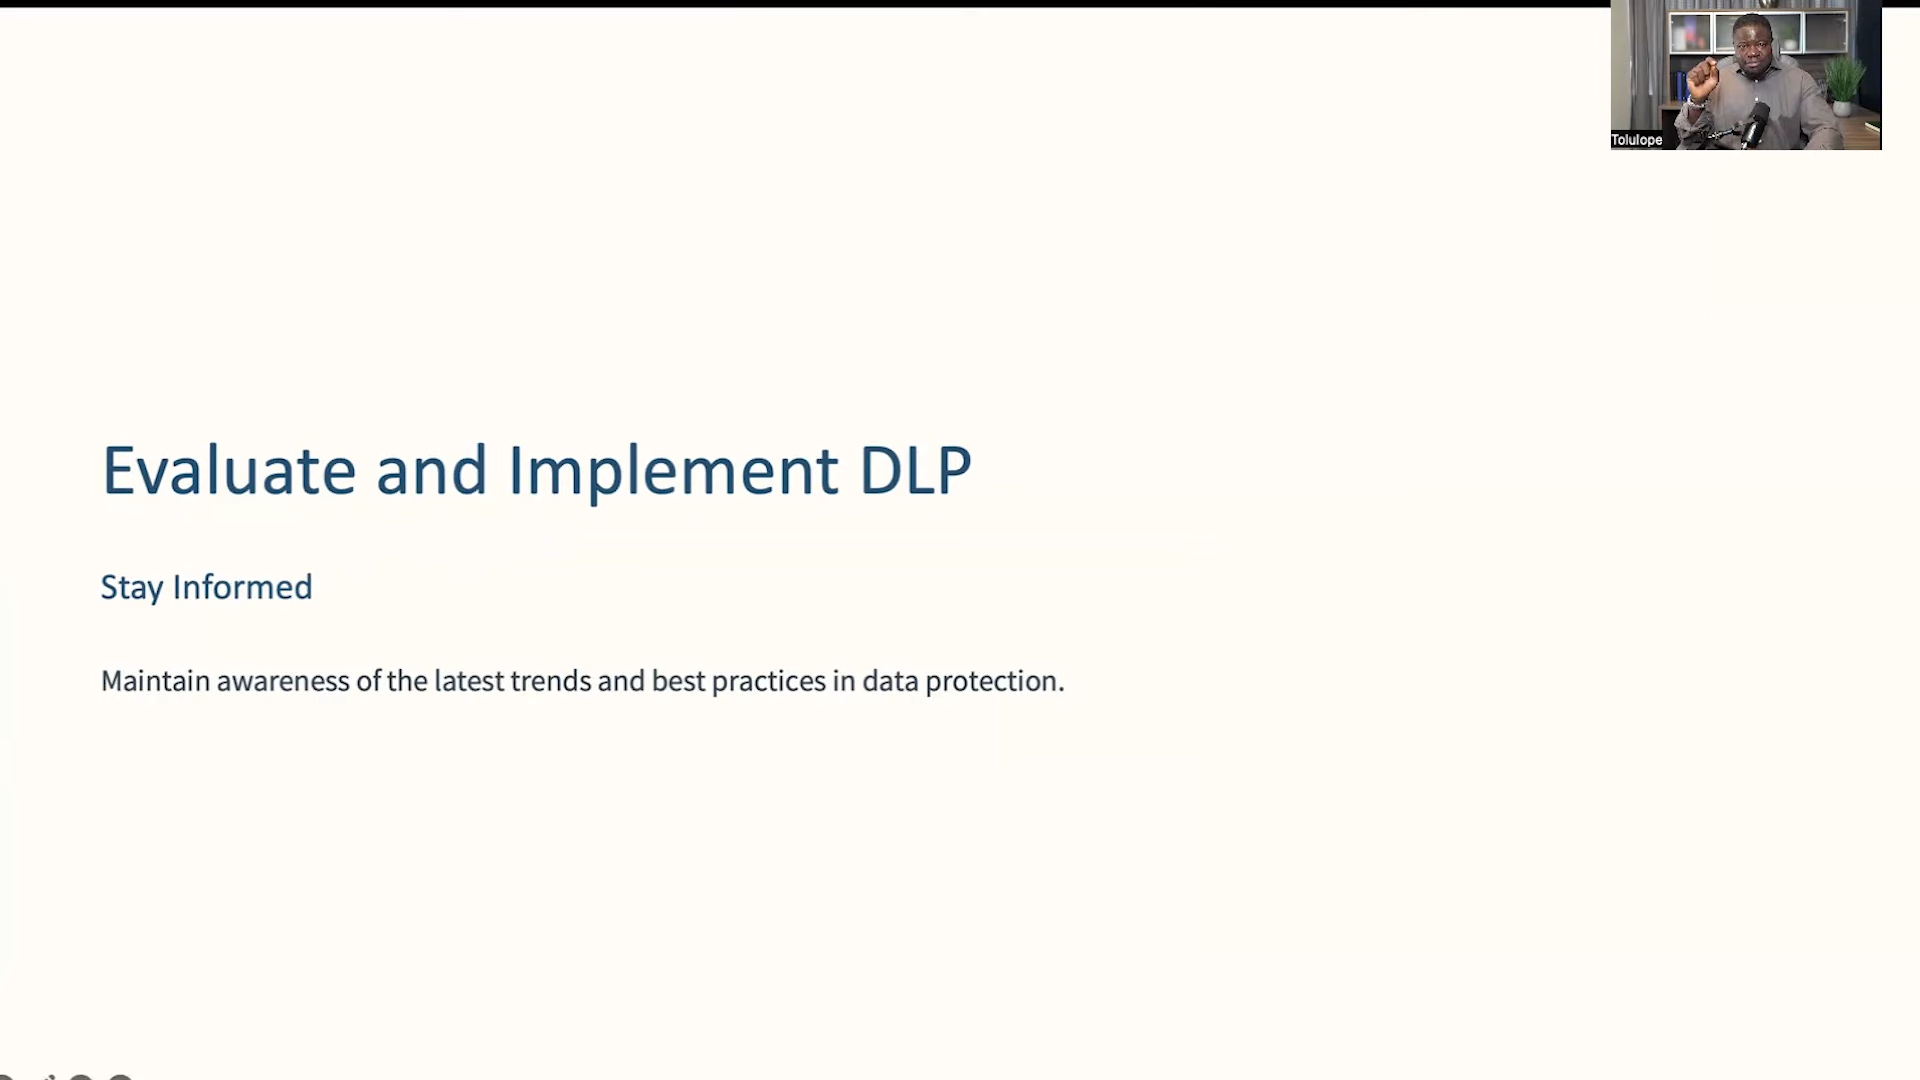 Tolulope
Evaluate and Implement DLP
Stay Informed
Maintain awareness of the latest trends and best practices in data protection.